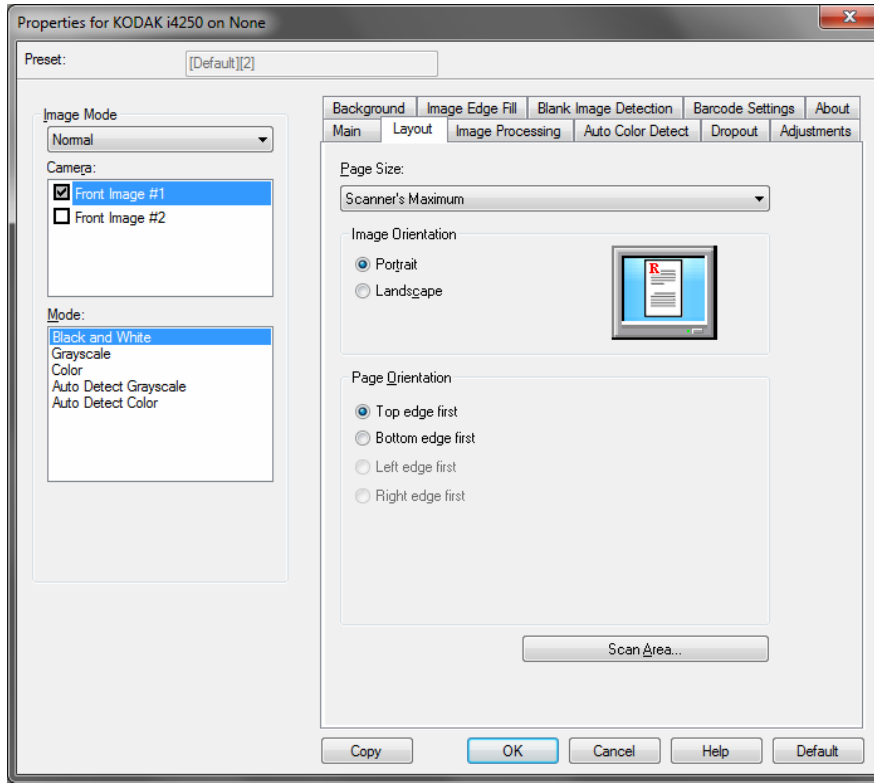 Properties for KODAK i4250 on None
Preset:
[Default][2]
Image Mode
Normal
Camera:
Front Image #1
Front Image #2
Mode:
Black and White
Grayscale
Color
Auto Detect Grayscale
Auto Detect Color
Background Image Edge Fill Blank Image Detection Barcode Settings About
Main Layout Image Processing Auto Color Detect Dropout Adjustments
Page Size:
Scanner's Maximum
Image Orientation
Portrait
Landscape
R
Page Orientation
Top edge first
Bottom edge first
Left edge first
Right edge first
Scan Area...
Copy OK Cancel Help Default